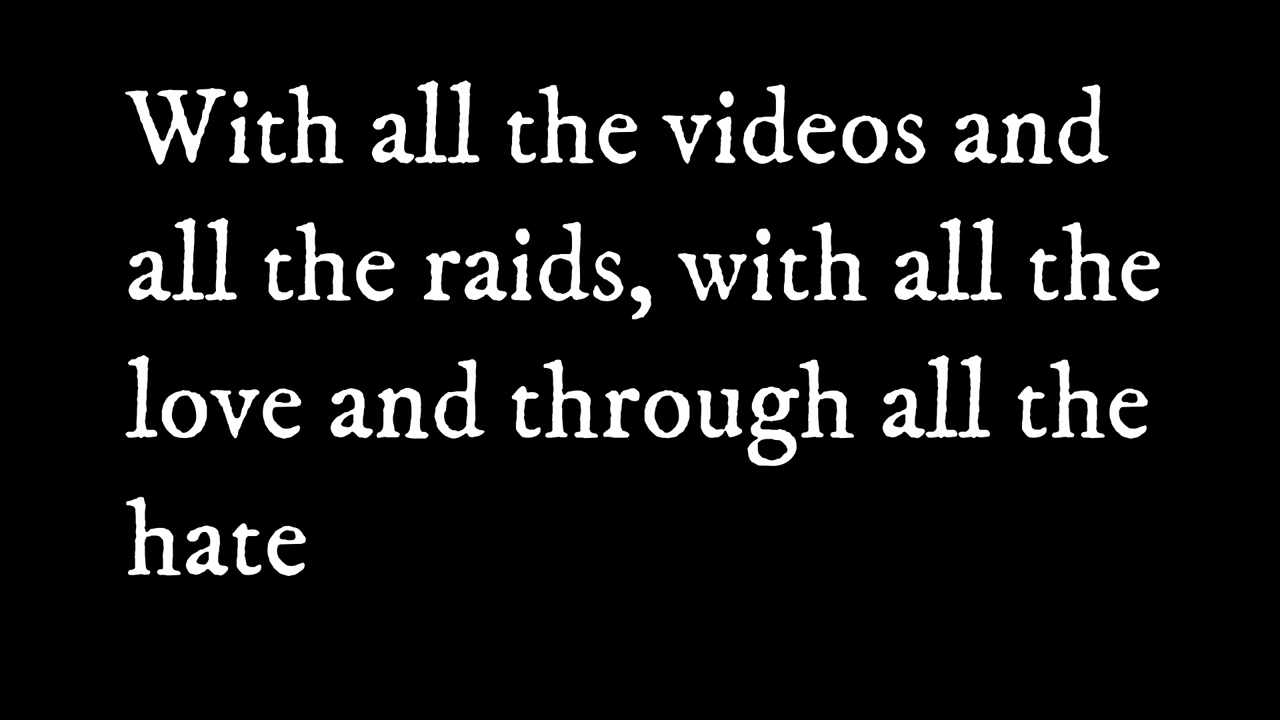 With all the videos and
all the raids, with all the
love and through all the
hate